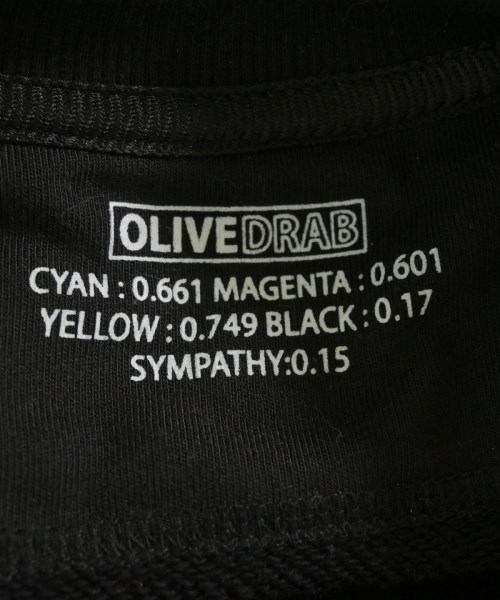 OLIVEDRAB
CYAN : 0.661 MAGENTA : 0.601
YELLOW : 0.749 BLACK : 0.17
SYMPATHY:0.15